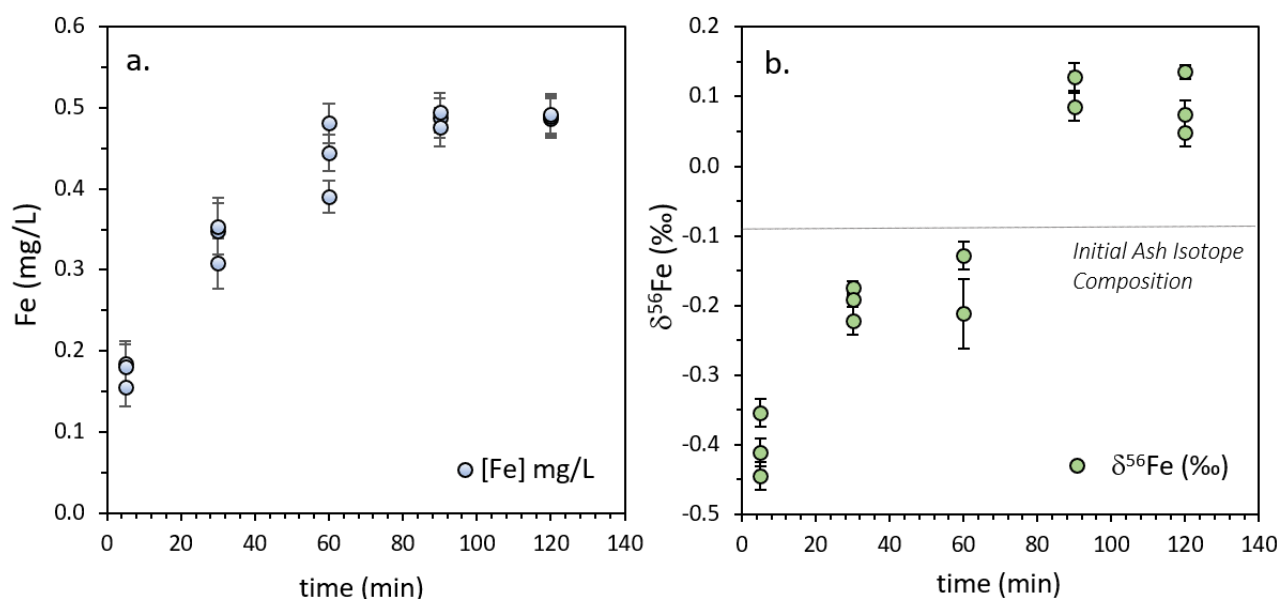 a.
Fe (mg/L)
0.6
0.5
0.4
0.3
0.2
0.1
0.0
[Fe] mg/L
0 20 40 60 80 100 120 140
time (min)
b.
δ⁵⁶Fe (‰)
0.2
0.1
0.0
-0.1
-0.2
-0.3
-0.4
-0.5
Initial Ash Isotope
Composition
δ⁵⁶Fe (‰)
0 20 40 60 80 100 120 140
time (min)